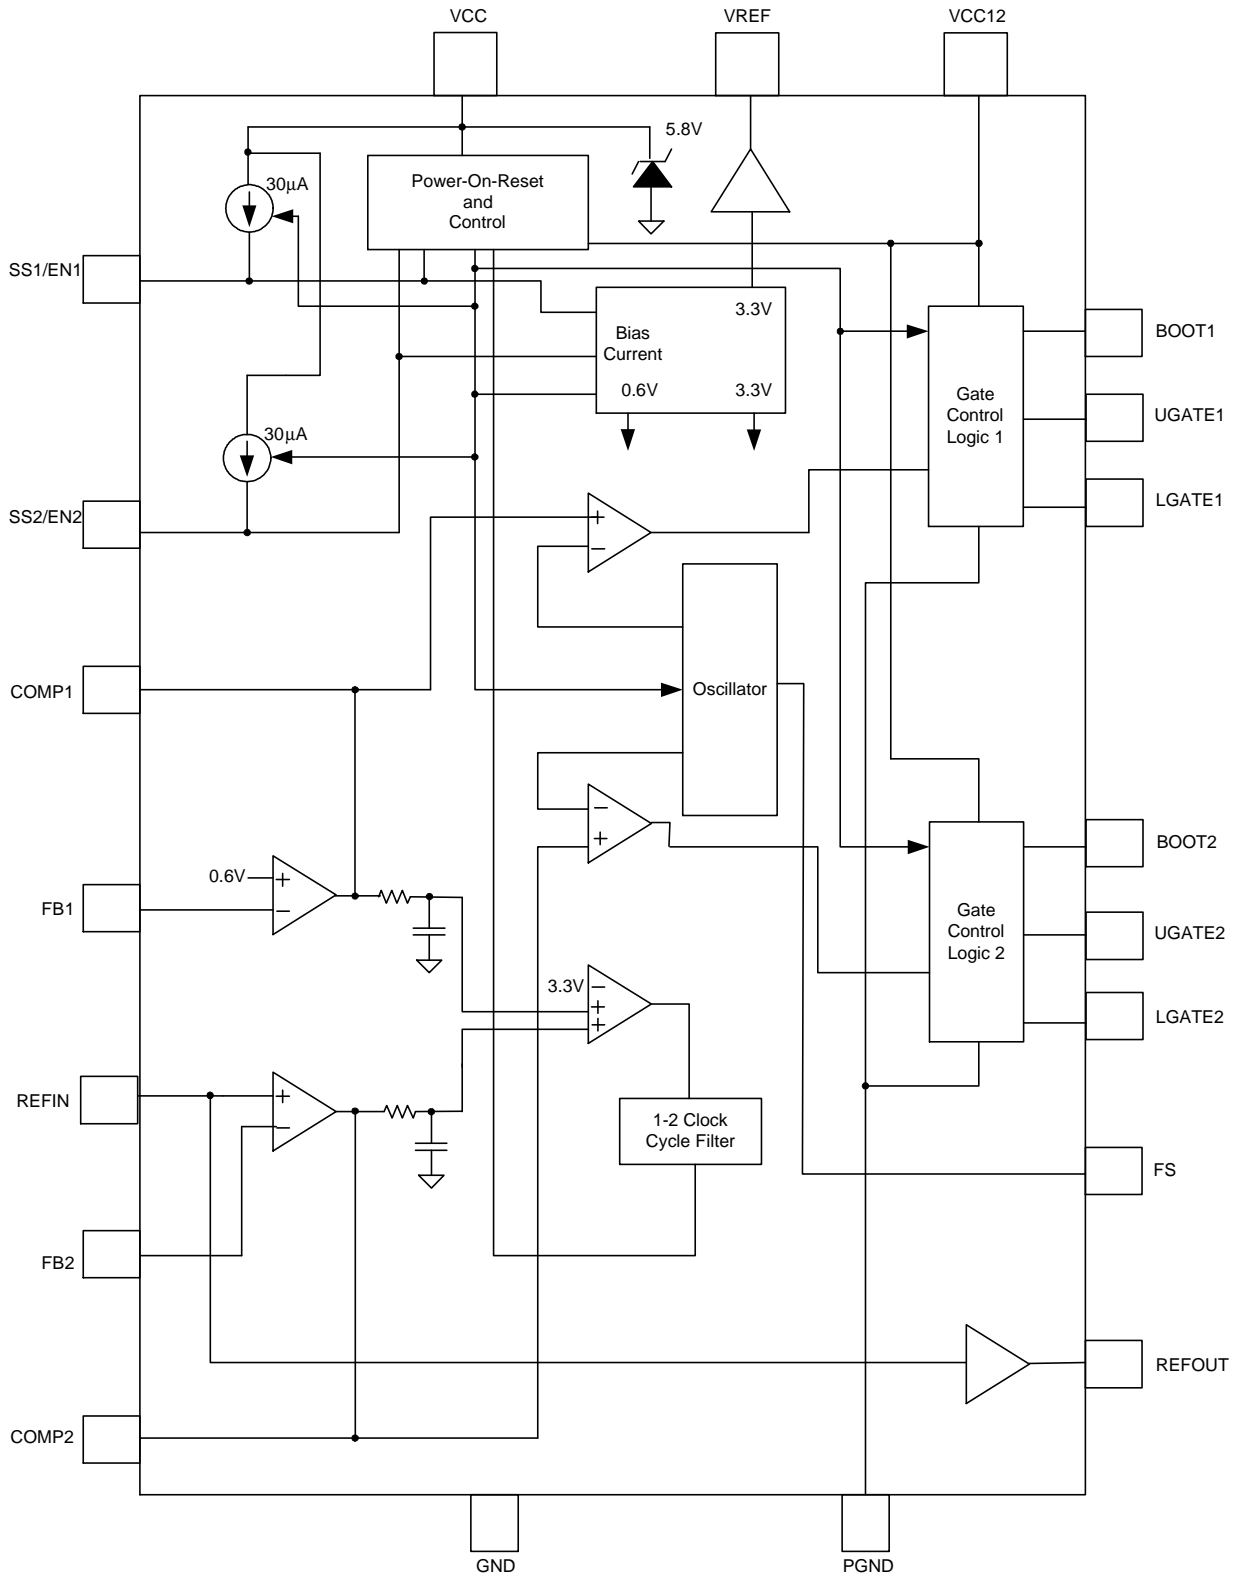 VCC
VREF
VCC12
5.8V
Power-On-Reset
and
Control
30μA
SS1/EN1
3.3V
Bias
Current
0.6V
3.3V
BOOT1
Gate
Control
Logic 1
UGATE1
30μA
LGATE1
SS2/EN2
+
−
COMP1
Oscillator
−
+
BOOT2
0.6V
+
−
FB1
Gate
Control
Logic 2
UGATE2
3.3V
−
+
+
LGATE2
REFIN
+
−
1-2 Clock
Cycle Filter
FS
FB2
REFOUT
COMP2
GND
PGND